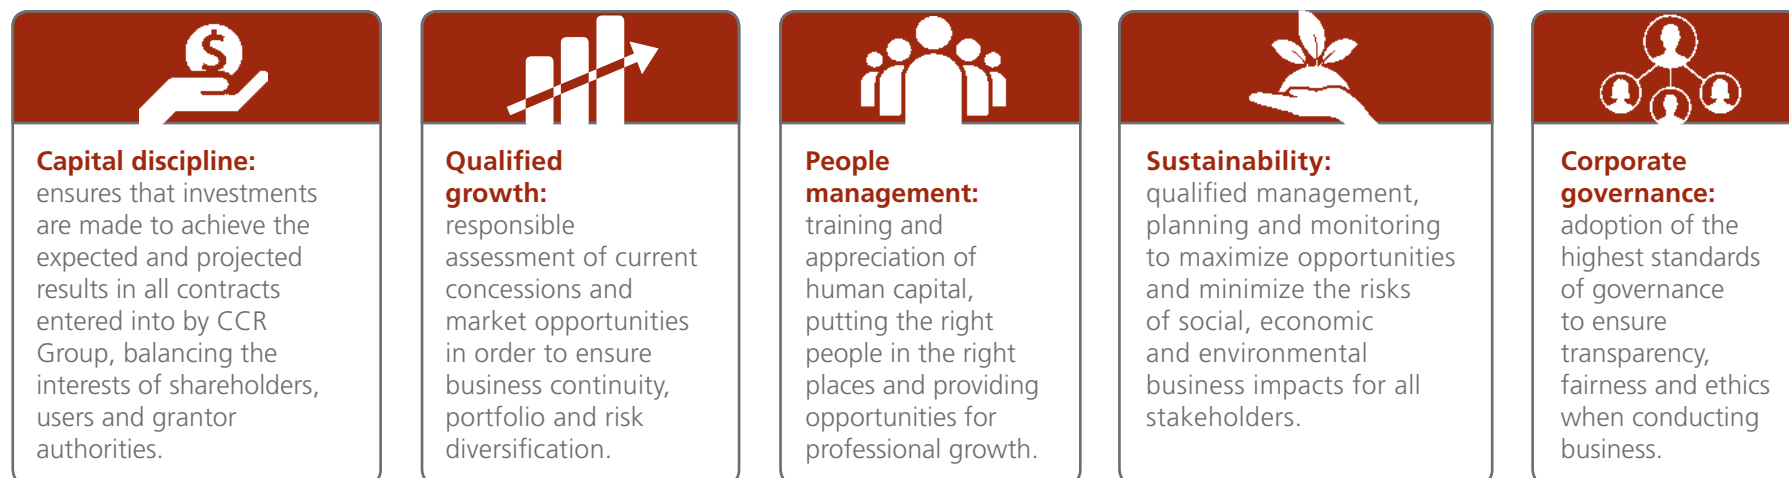 $
Capital discipline:
ensures that investments
are made to achieve the
expected and projected
results in all contracts
entered into by CCR
Group, balancing the
interests of shareholders,
users and grantor
authorities.
Qualified
growth:
responsible
assessment of current
concessions and
market opportunities
in order to ensure
business continuity,
portfolio and risk
diversification.
People
management:
training and
appreciation of
human capital,
putting the right
people in the right
places and providing
opportunities for
professional growth.
Sustainability:
qualified management,
planning and monitoring
to maximize opportunities
and minimize the risks
of social, economic
and environmental
business impacts for all
stakeholders.
Corporate
governance:
adoption of the
highest standards
of governance
to ensure
transparency,
fairness and ethics
when conducting
business.